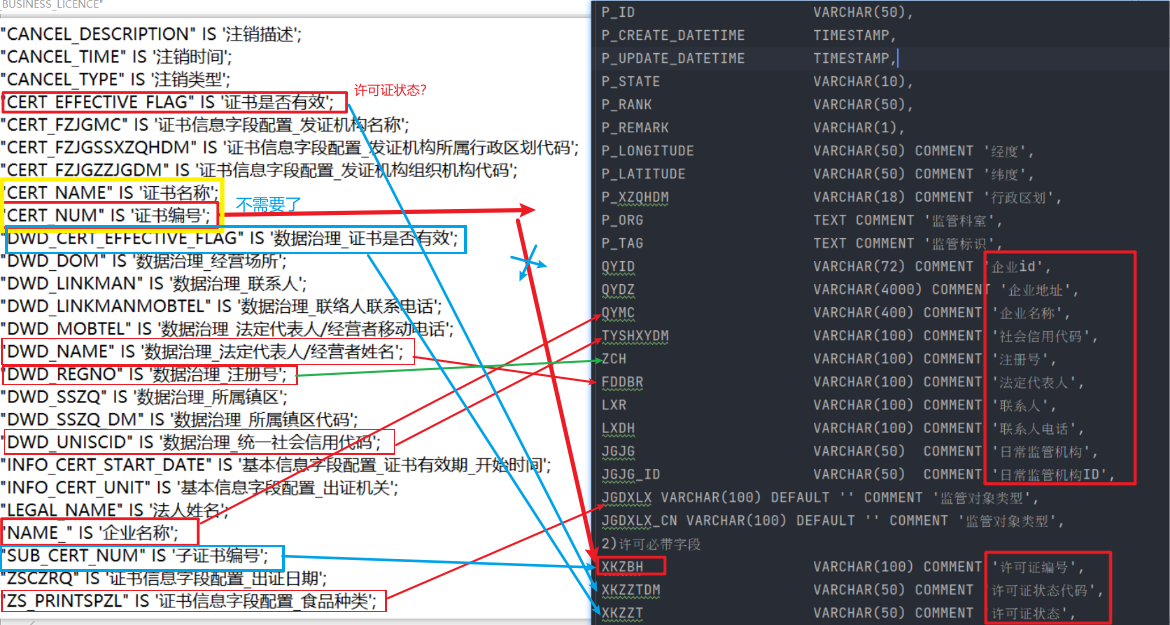 _BUSINESS_LICENCE"
"CANCEL_DESCRIPTION" IS '注销描述';
"CANCEL_TIME" IS '注销时间';
"CANCEL_TYPE" IS '注销类型';
"CERT_EFFECTIVE_FLAG" IS '证书是否有效';
许可证状态?
"CERT_FZJGMC" IS '证书信息字段配置_发证机构名称';
"CERT_FZJGSSXZQHDM" IS '证书信息字段配置_发证机构所属行政区划代码';
"CERT_FZJGZZJGDM" IS '证书信息字段配置_发证机构组织机构代码';
"CERT_NAME" IS '证书名称';
"CERT_NUM" IS '证书编号';
不需要了
"DWD_CERT_EFFECTIVE_FLAG" IS '数据治理_证书是否有效';
"DWD_DOM" IS '数据治理_经营场所';
"DWD_LINKMAN" IS '数据治理_联系人';
"DWD_LINKMANMOBTEL" IS '数据治理_联络人联系电话';
"DWD_MOBTEL" IS '数据治理_法定代表人/经营者移动电话';
"DWD_NAME" IS '数据治理_法定代表人/经营者姓名';
"DWD_REGNO" IS '数据治理_注册号';
"DWD_SSZQ" IS '数据治理_所属镇区';
"DWD_SSZQ_DM" IS '数据治理_所属镇区代码';
"DWD_UNISCID" IS '数据治理_统一社会信用代码';
"INFO_CERT_START_DATE" IS '基本信息字段配置_证书有效期_开始时间';
"INFO_CERT_UNIT" IS '基本信息字段配置_出证机关';
"LEGAL_NAME" IS '法人姓名';
"NAME_" IS '企业名称';
"SUB_CERT_NUM" IS '子证书编号';
"ZSCZRQ" IS '证书信息字段配置_出证日期';
"ZS_PRINTSPZL" IS '证书信息字段配置_食品种类';
P_ID VARCHAR(50),
P_CREATE_DATETIME TIMESTAMP,
P_UPDATE_DATETIME TIMESTAMP,
P_STATE VARCHAR(10),
P_RANK VARCHAR(50),
P_REMARK VARCHAR(1),
P_LONGITUDE VARCHAR(50) COMMENT '经度',
P_LATITUDE VARCHAR(50) COMMENT '纬度',
P_XZQHDM VARCHAR(18) COMMENT '行政区划',
P_ORG TEXT COMMENT '监管科室',
P_TAG TEXT COMMENT '监管标识',
QYID VARCHAR(72) COMMENT '企业id',
QYDZ VARCHAR(4000) COMMENT '企业地址',
QYMC VARCHAR(400) COMMENT '企业名称',
TYSHXYDM VARCHAR(100) COMMENT '社会信用代码',
ZCH VARCHAR(100) COMMENT '注册号',
FDDBR VARCHAR(100) COMMENT '法定代表人',
LXR VARCHAR(100) COMMENT '联系人',
LXDH VARCHAR(100) COMMENT '联系人电话',
JGJG VARCHAR(50) COMMENT '日常监管机构',
JGJG_ID VARCHAR(50) COMMENT '日常监管机构ID',
JGDXLX VARCHAR(100) DEFAULT '' COMMENT '监管对象类型',
JGDXLX_CN VARCHAR(100) DEFAULT '' COMMENT '监管对象类型',
2)许可必带字段
XKZBH VARCHAR(100) COMMENT '许可证编号',
XKZZTDM VARCHAR(50) COMMENT '许可证状态代码',
XKZZT VARCHAR(50) COMMENT '许可证状态',